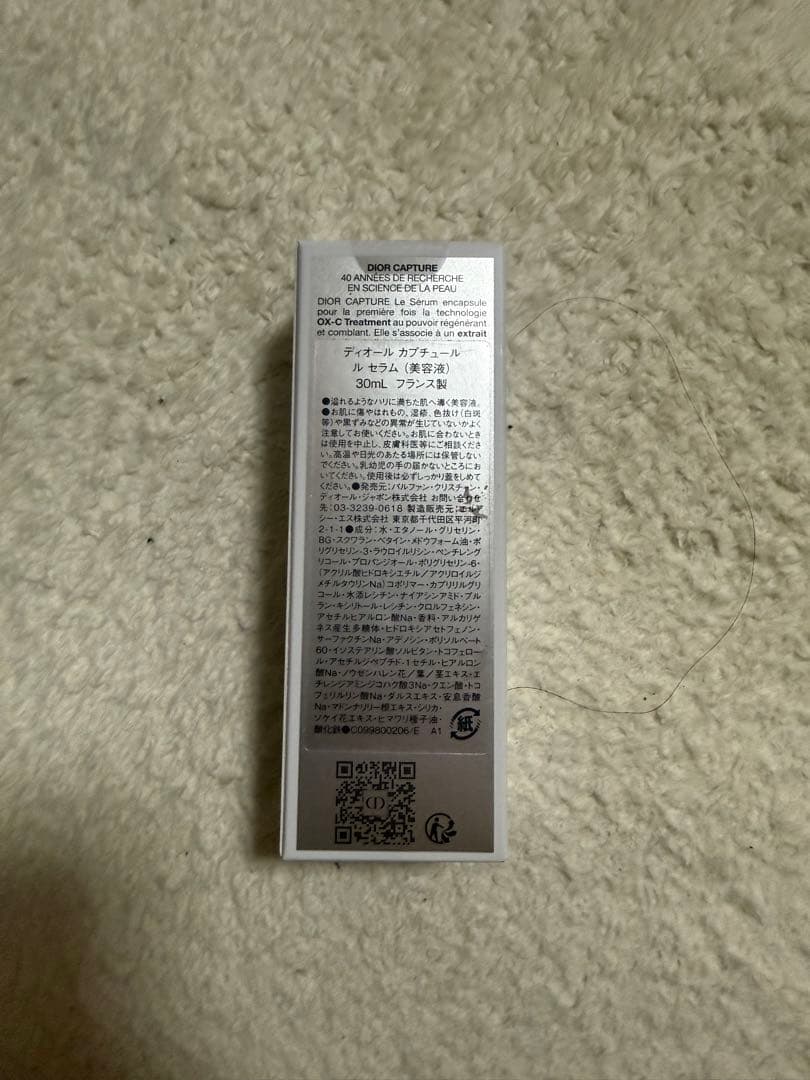 DIOR CAPTURE
40 ANNÉES DE RECHERCHE
EN SCIENCE DE LA PEAU
DIOR CAPTURE Le Sérum encapsule
pour la première fois la technologie
OX-C Treatment au pouvoir régénérant
et comblant. Elle s'associe à un extrait
ディオール カプチュール
ル セラム（美容液）
30mL フランス製
●溢れるようなハリに満ちた肌へ導く美容液。
●お肌に傷やはれもの、湿疹、色抜け（白斑
等）や黒ずみなどの異常が生じていないかよく
注意してお使いください。お肌に合わないとき
は使用を中止し、皮膚科医等にご相談くださ
い。高温や日光のあたる場所には保管しない
でください。乳幼児の手の届かないところにお
いてください。使用後は必ずしっかり蓋をしめて
ください。●発売元：パルファン・クリスチャン・
ディオール・ジャポン株式会社 お問い合わせ
先：03-3239-0618 製造販売元：エル
シー・エス株式会社 東京都千代田区平河町
2-1-1●成分：水・エタノール・グリセリン・
BG・スクワラン・ベタイン・メドウフォーム油・ポ
リグリセリン-3・ラウロイルリシン・ペンチレング
リコール・プロパンジオール・ポリグリセリン-6・
（アクリル酸ヒドロキシエチル／アクリロイルジ
メチルタウリンNa）コポリマー・カプリリルグリ
コール・水添レシチン・ナイアシンアミド・プル
ラン・キシリトール・レシチン・クロルフェネシン・
アセチルヒアルロン酸Na・香料・アルカリゲ
ネス産生多糖体・ヒドロキシアセトフェノン・
サーファクチンNa・アデノシン・ポリソルベート
60・イソステアリン酸ソルビタン・トコフェロー
ル・アセチルジペプチド-1セチル・ヒアルロン
酸Na・ノウゼンハレン花／葉／茎エキス・エ
チレンジアミンジコハク酸3Na・クエン酸・トコ
フェリルリン酸Na・ダルスエキス・安息香酸
Na・マドンナリリー根エキス・シリカ・
ソケイ花エキス・ヒマワリ種子油・
酸化鉄●C099800206/E A1
紙
CD